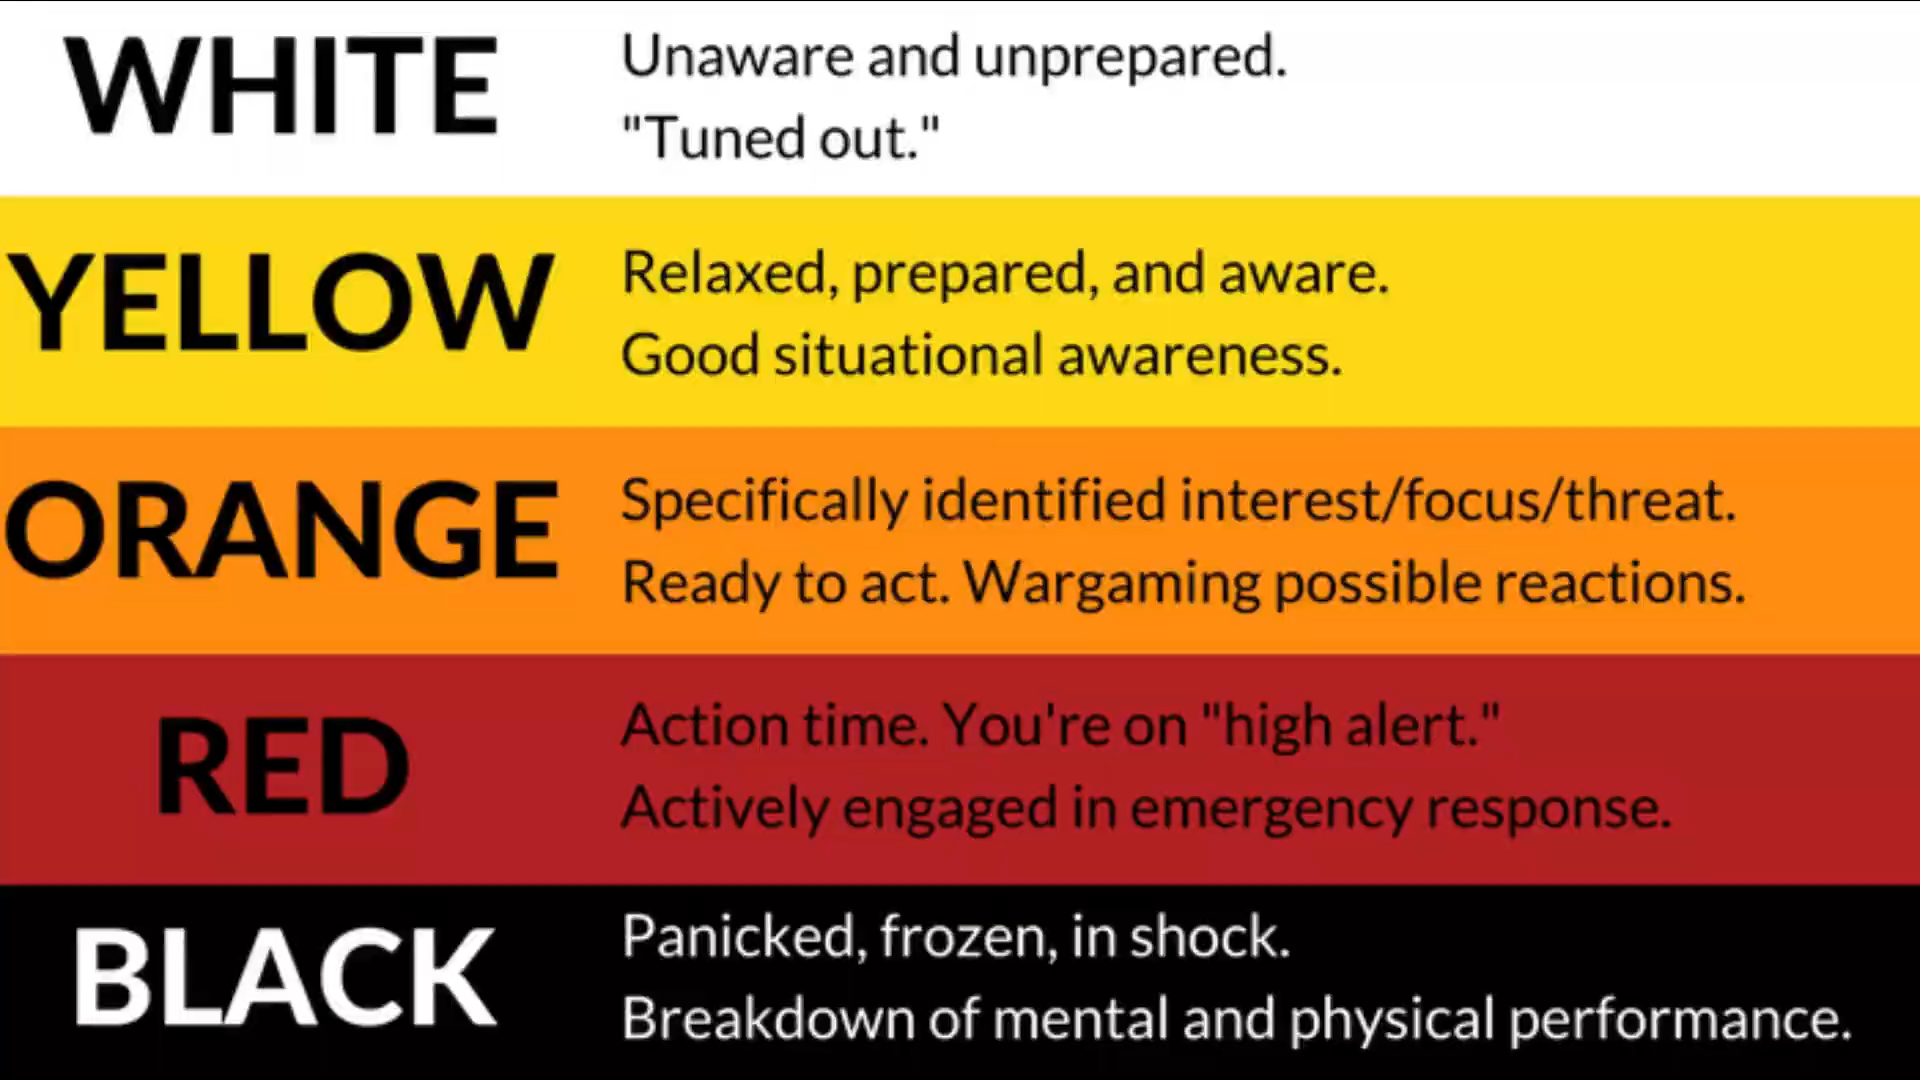 WHITE
Unaware and unprepared.
"Tuned out."
YELLOW
Relaxed, prepared, and aware.
Good situational awareness.
ORANGE
Specifically identified interest/focus/threat.
Ready to act. Wargaming possible reactions.
RED
Action time. You're on "high alert."
Actively engaged in emergency response.
BLACK
Panicked, frozen, in shock.
Breakdown of mental and physical performance.